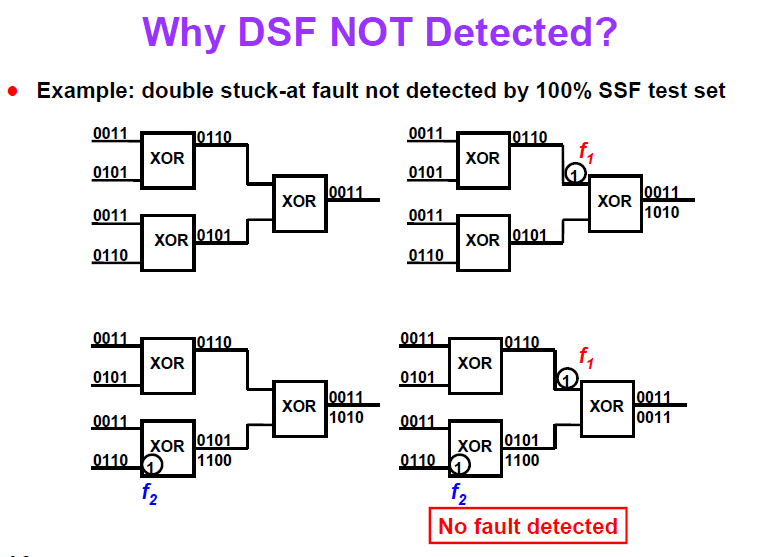 Why DSF NOT Detected?
• Example: double stuck-at fault not detected by 100% SSF test set
0011
0101
XOR
0110
0011
0110
XOR
0101
XOR
0011
0011
0101
XOR
0110
f1
1
0011
0110
XOR
0101
XOR
0011
1010
0011
0101
XOR
0110
0011
0110
XOR
1
f2
0101
1100
XOR
0011
1010
0011
0101
XOR
0110
f1
1
0011
0110
XOR
1
f2
0101
1100
XOR
0011
0011
No fault detected